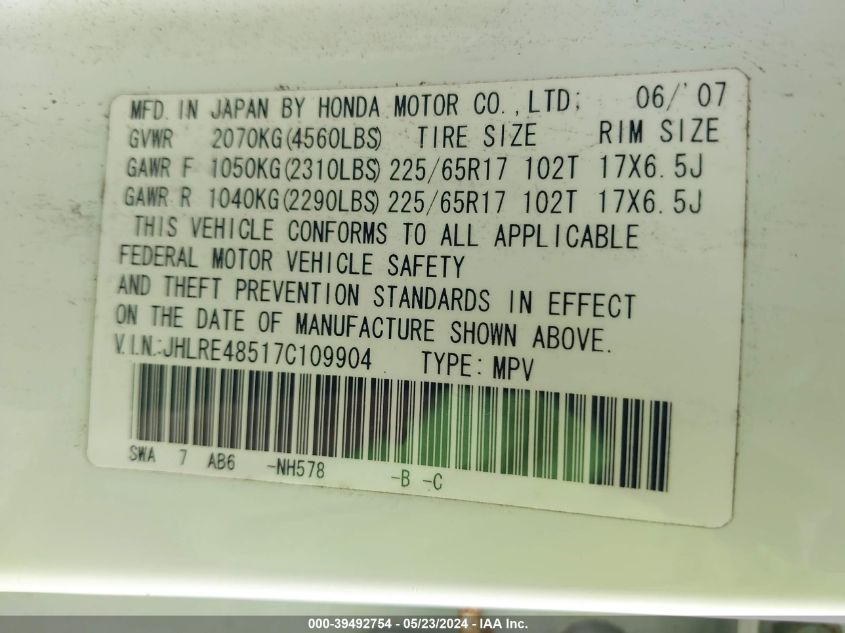 MFD. IN JAPAN BY HONDA MOTOR CO.,LTD; 06/'07
GVWR 2070KG(4560LBS) TIRE SIZE RIM SIZE
GAWR F 1050KG(2310LBS) 225/65R17 102T 17X6.5J
GAWR R 1040KG(2290LBS) 225/65R17 102T 17X6.5J
THIS VEHICLE CONFORMS TO ALL APPLICABLE
FEDERAL MOTOR VEHICLE SAFETY
AND THEFT PREVENTION STANDARDS IN EFFECT
ON THE DATE OF MANUFACTURE SHOWN ABOVE.
V.I.N.:JHLRE48517C109904 TYPE: MPV
SWA 7 AB6 -NH578 -B -C
000-39492754 - 05/23/2024 - IAA Inc.